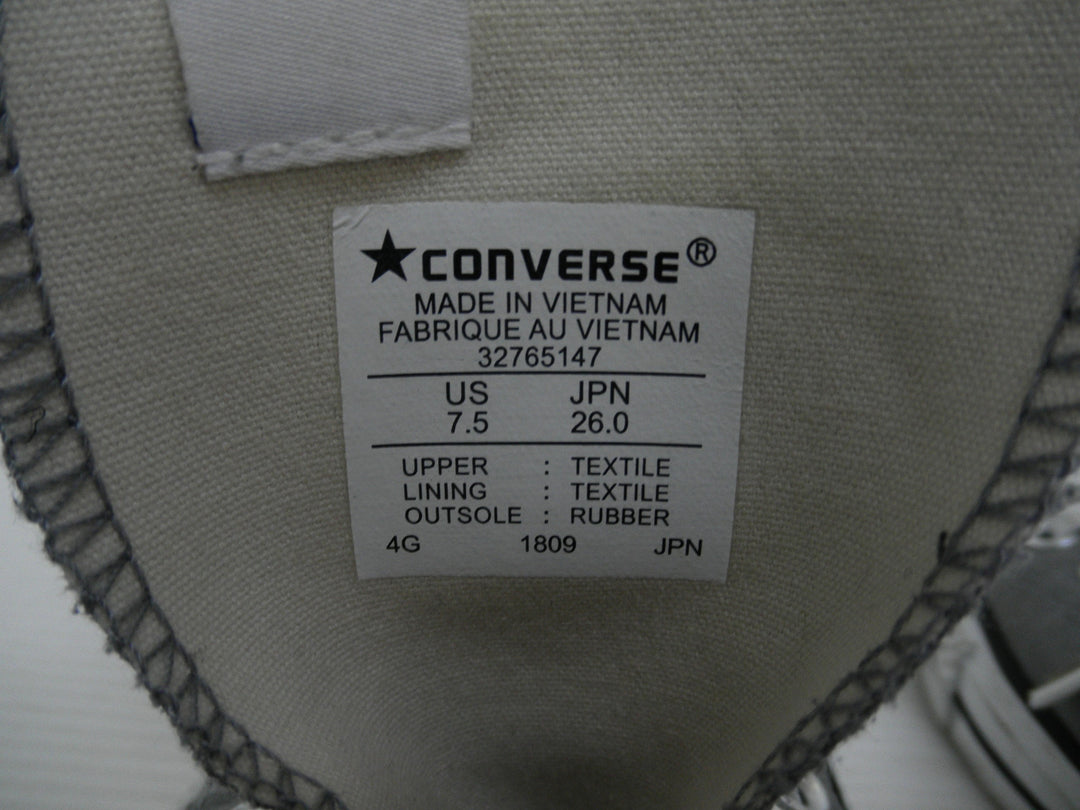 ★CONVERSE®
MADE IN VIETNAM
FABRIQUE AU VIETNAM
32765147
US JPN
7.5 26.0
UPPER : TEXTILE
LINING : TEXTILE
OUTSOLE : RUBBER
4G 1809 JPN